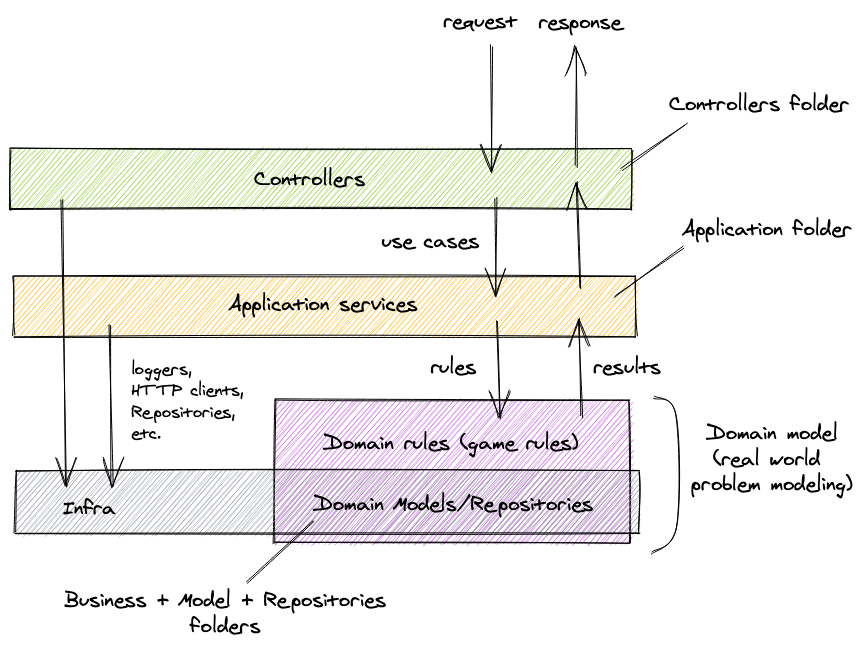 request response
Controllers folder
Controllers
use cases
Application folder
Application services
loggers,
HTTP clients,
Repositories,
etc.
rules
results
Domain rules (game rules)
Domain model
(real world
problem modeling)
Infra
Domain Models/Repositories
Business + Model + Repositories
folders